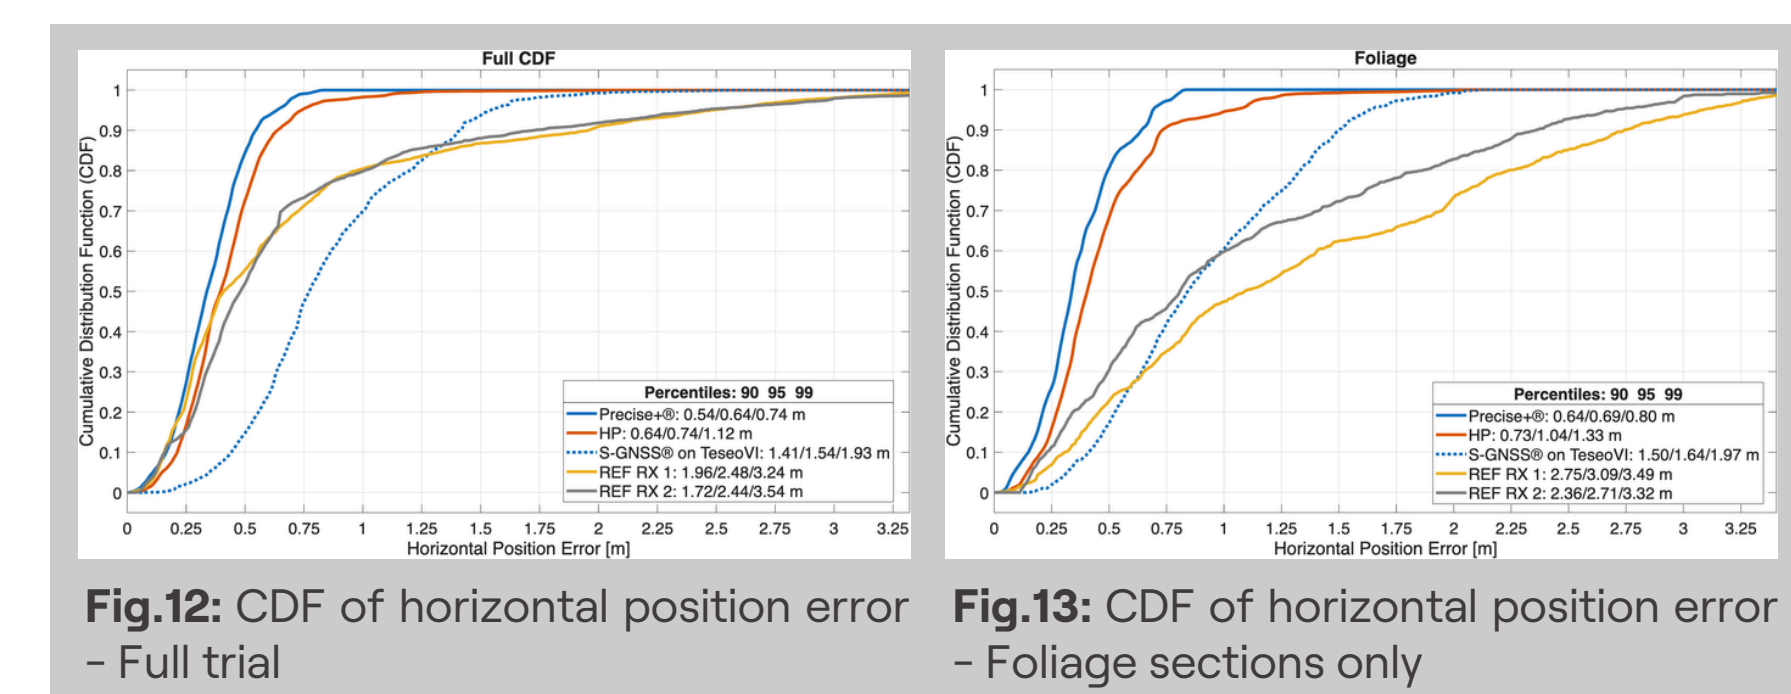 Full CDF
1
0.9
0.8
0.7
0.6
0.5
0.4
0.3
0.2
0.1
0
Cumulative Distribution Function (CDF)
Percentiles: 90 95 99
Precise+®: 0.54/0.64/0.74 m
HP: 0.64/0.74/1.12 m
S-GNSS® on TeseoVI: 1.41/1.54/1.93 m
REF RX 1: 1.96/2.48/3.24 m
REF RX 2: 1.72/2.44/3.54 m
0 0.25 0.5 0.75 1 1.25 1.5 1.75 2 2.25 2.5 2.75 3 3.25
Horizontal Position Error [m]
Fig.12: CDF of horizontal position error
- Full trial
Foliage
1
0.9
0.8
0.7
0.6
0.5
0.4
0.3
0.2
0.1
0
Cumulative Distribution Function (CDF)
Percentiles: 90 95 99
Precise+®: 0.64/0.69/0.80 m
HP: 0.73/1.04/1.33 m
S-GNSS® on TeseoVI: 1.50/1.64/1.97 m
REF RX 1: 2.75/3.09/3.49 m
REF RX 2: 2.36/2.71/3.32 m
0 0.25 0.5 0.75 1 1.25 1.5 1.75 2 2.25 2.5 2.75 3 3.25
Horizontal Position Error [m]
Fig.13: CDF of horizontal position error
- Foliage sections only